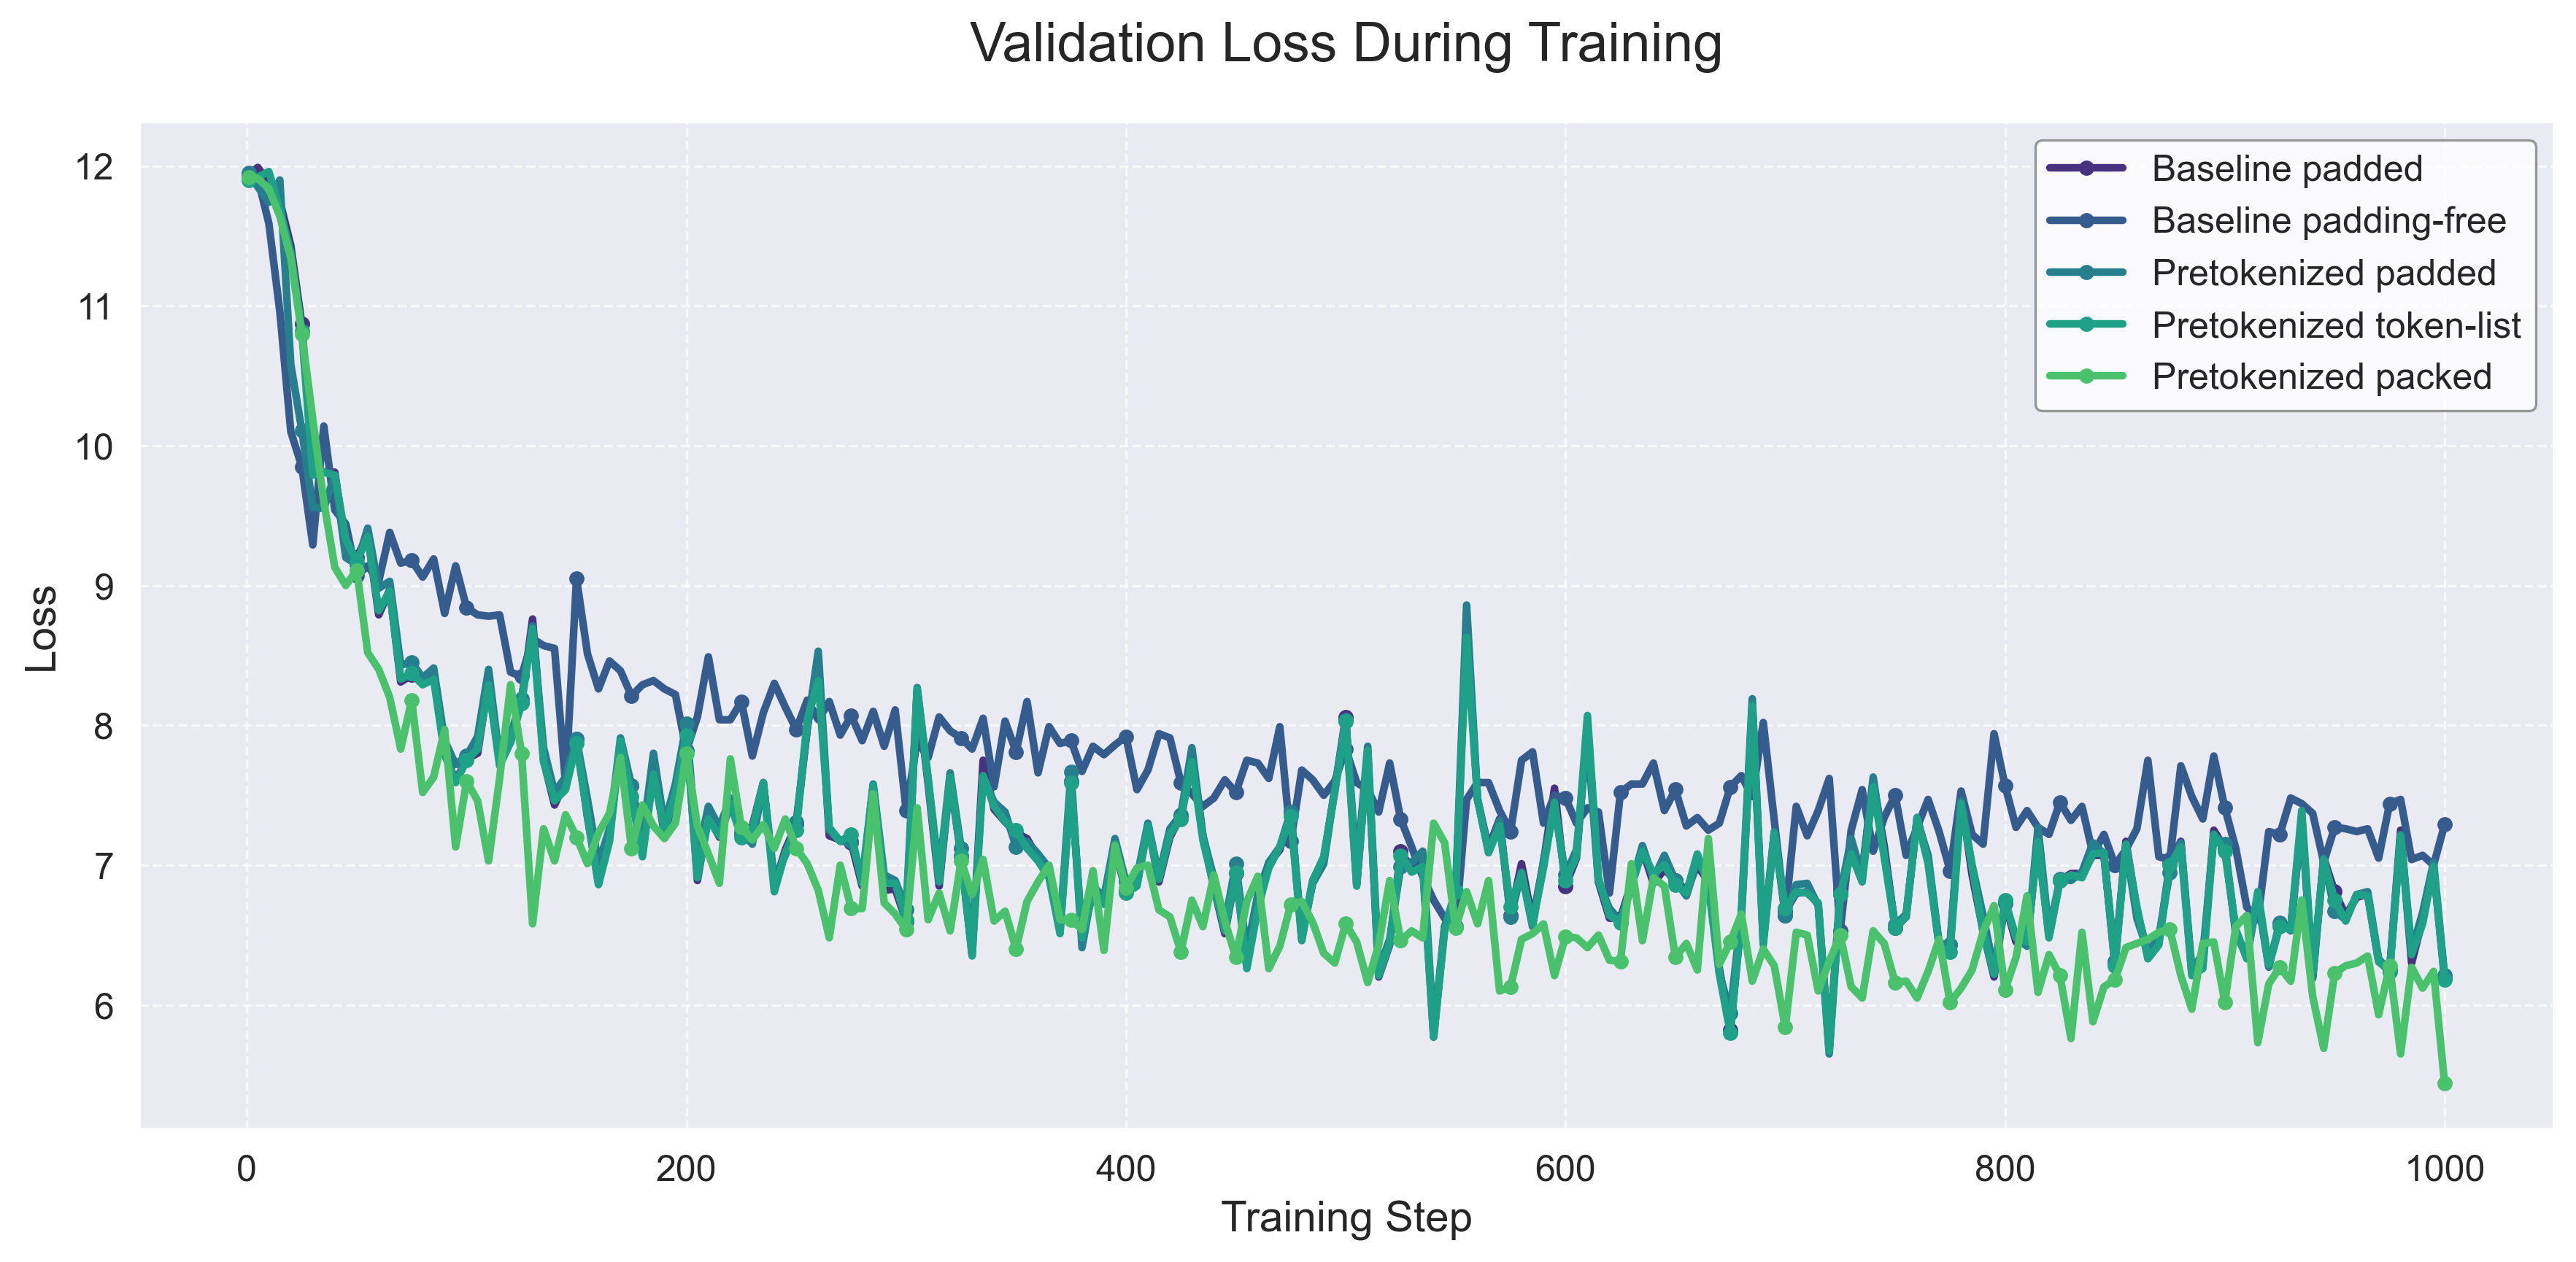 Validation Loss During Training
12
11
10
9
8
7
6
Loss
0 200 400 600 800 1000
Training Step
Baseline padded
Baseline padding-free
Pretokenized padded
Pretokenized token-list
Pretokenized packed